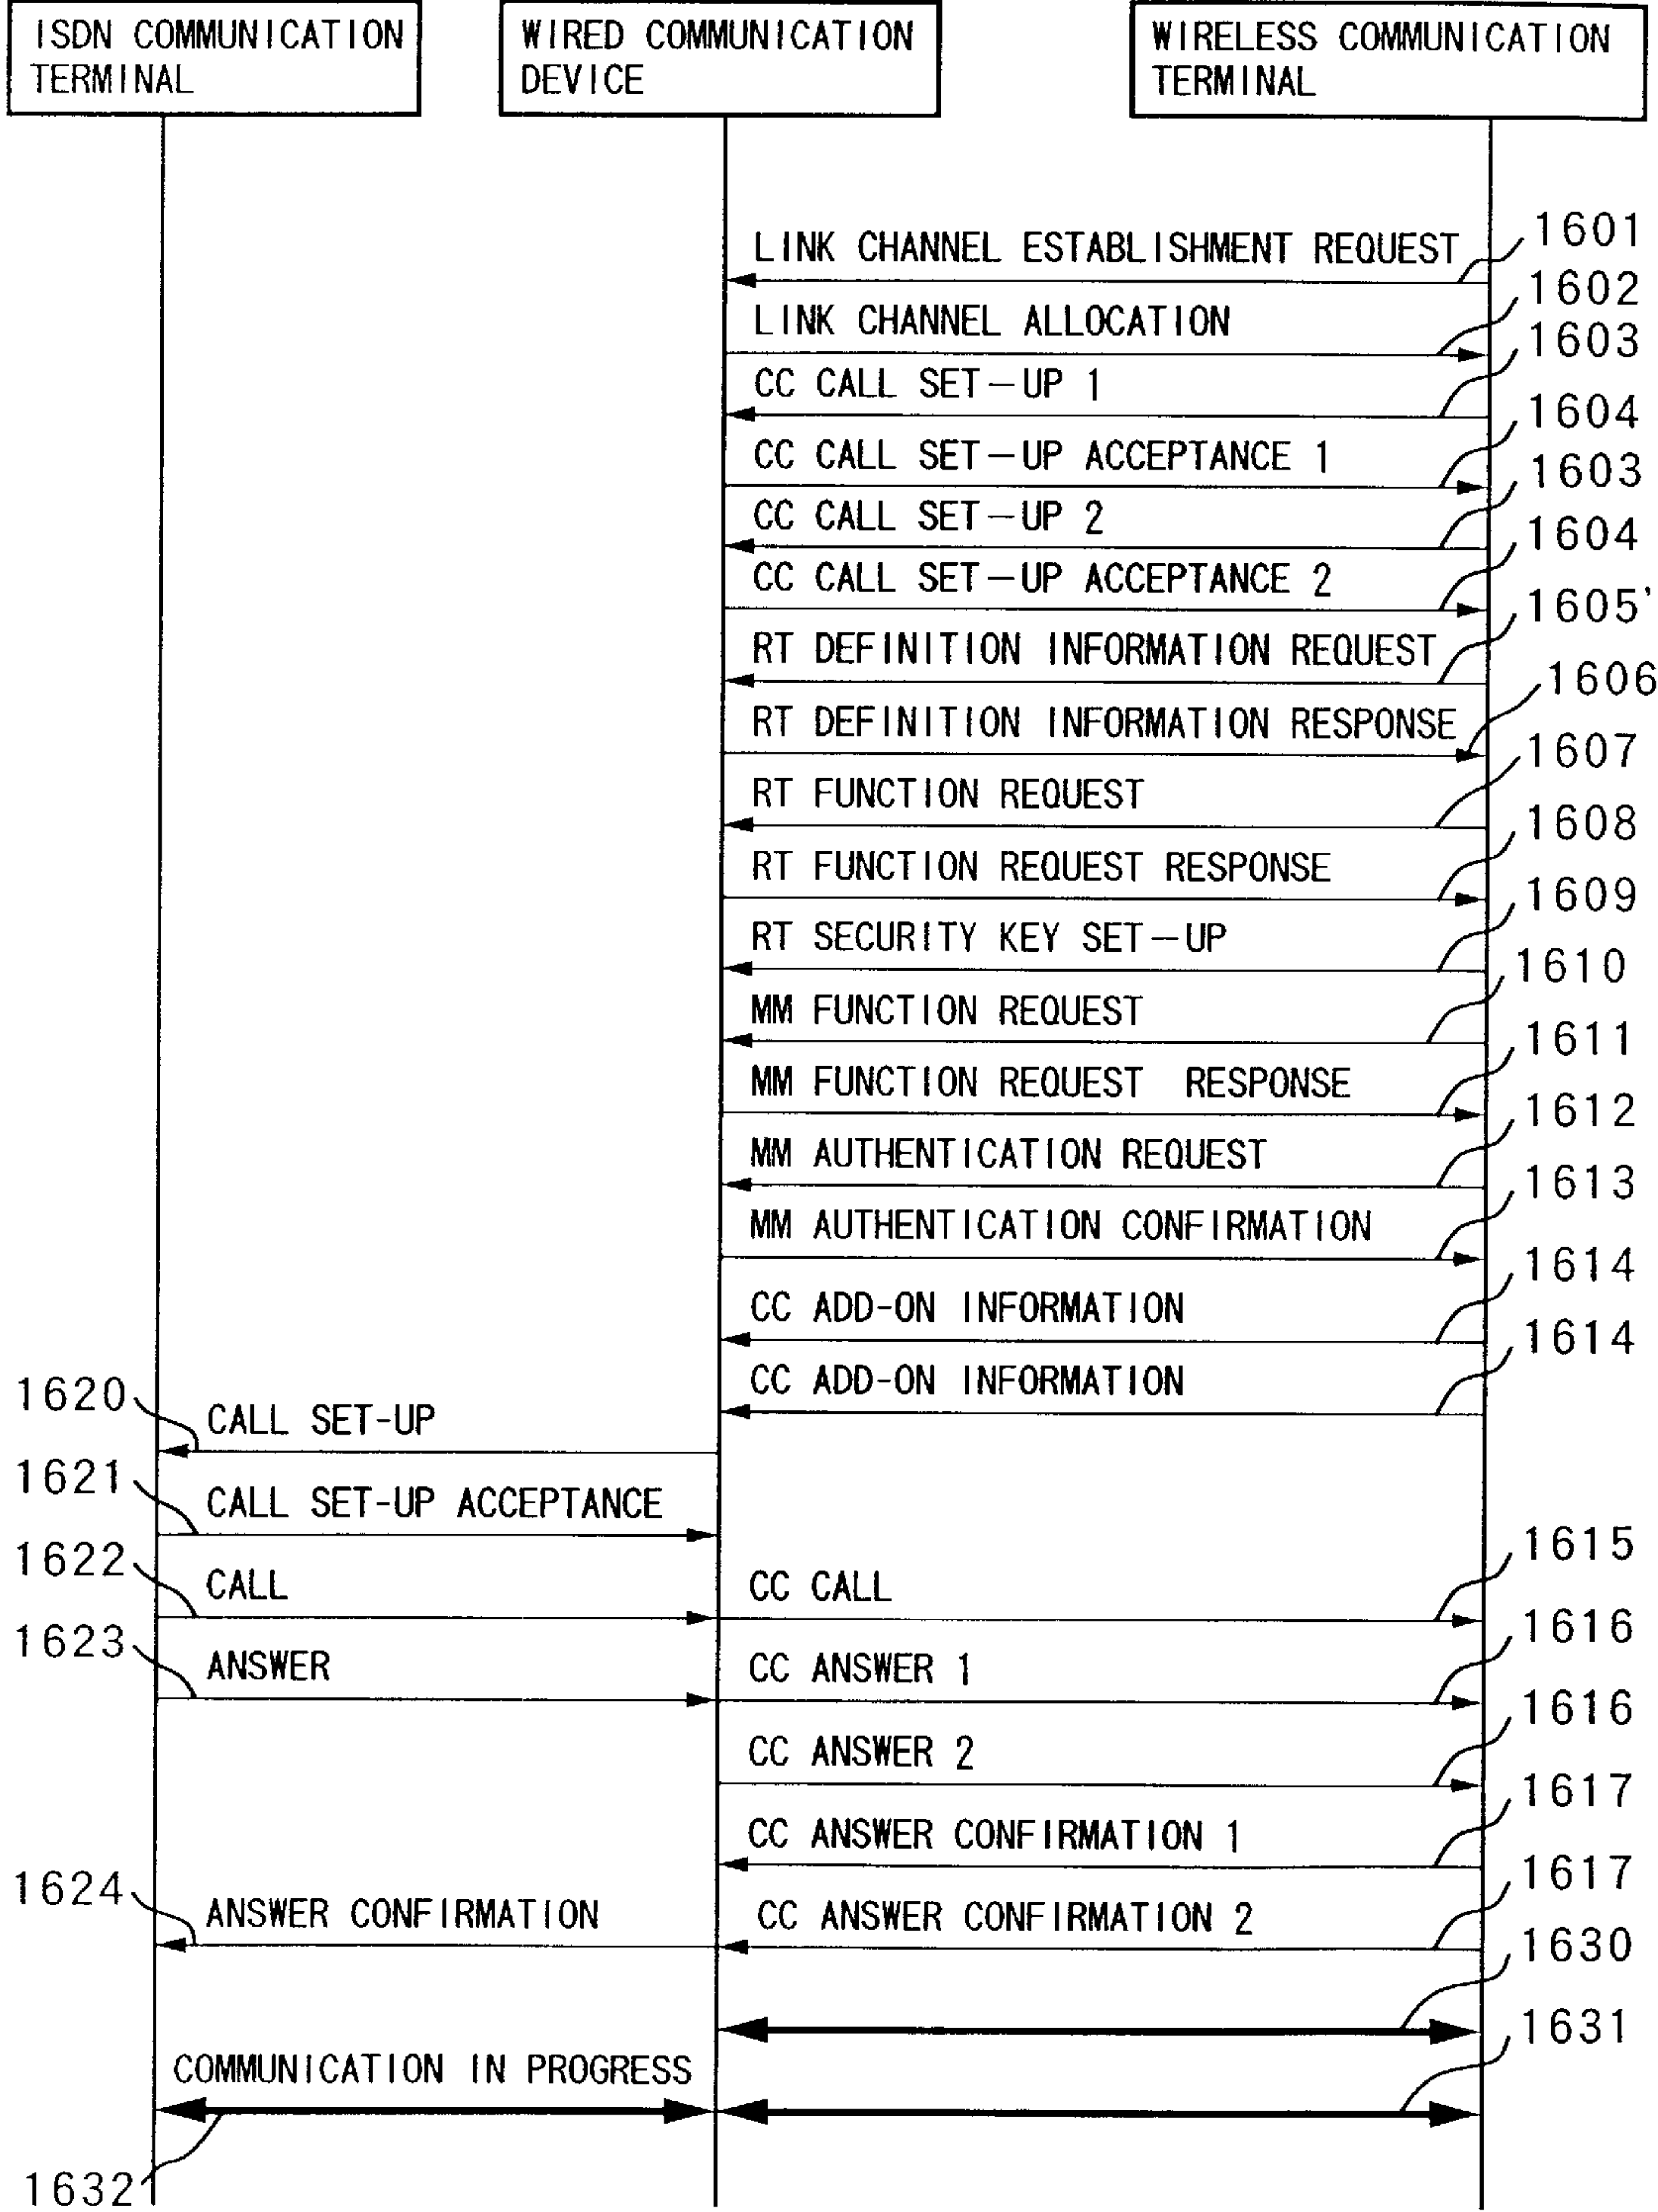 ISDN COMMUNICATION
TERMINAL
WIRED COMMUNICATION
DEVICE
WIRELESS COMMUNICATION
TERMINAL
LINK CHANNEL ESTABLISHMENT REQUEST
1601
LINK CHANNEL ALLOCATION
1602
CC CALL SET-UP 1
1603
CC CALL SET-UP ACCEPTANCE 1
1604
CC CALL SET-UP 2
1603
CC CALL SET-UP ACCEPTANCE 2
1604
RT DEFINITION INFORMATION REQUEST
1605'
RT DEFINITION INFORMATION RESPONSE
1606
RT FUNCTION REQUEST
1607
RT FUNCTION REQUEST RESPONSE
1608
RT SECURITY KEY SET-UP
1609
MM FUNCTION REQUEST
1610
MM FUNCTION REQUEST RESPONSE
1611
MM AUTHENTICATION REQUEST
1612
MM AUTHENTICATION CONFIRMATION
1613
CC ADD-ON INFORMATION
1614
CC ADD-ON INFORMATION
1614
1620
CALL SET-UP
1621
CALL SET-UP ACCEPTANCE
1622
CALL
CC CALL
1615
1623
ANSWER
CC ANSWER 1
1616
CC ANSWER 2
1616
CC ANSWER CONFIRMATION 1
1617
1624
ANSWER CONFIRMATION
CC ANSWER CONFIRMATION 2
1617
1630
COMMUNICATION IN PROGRESS
1631
1632